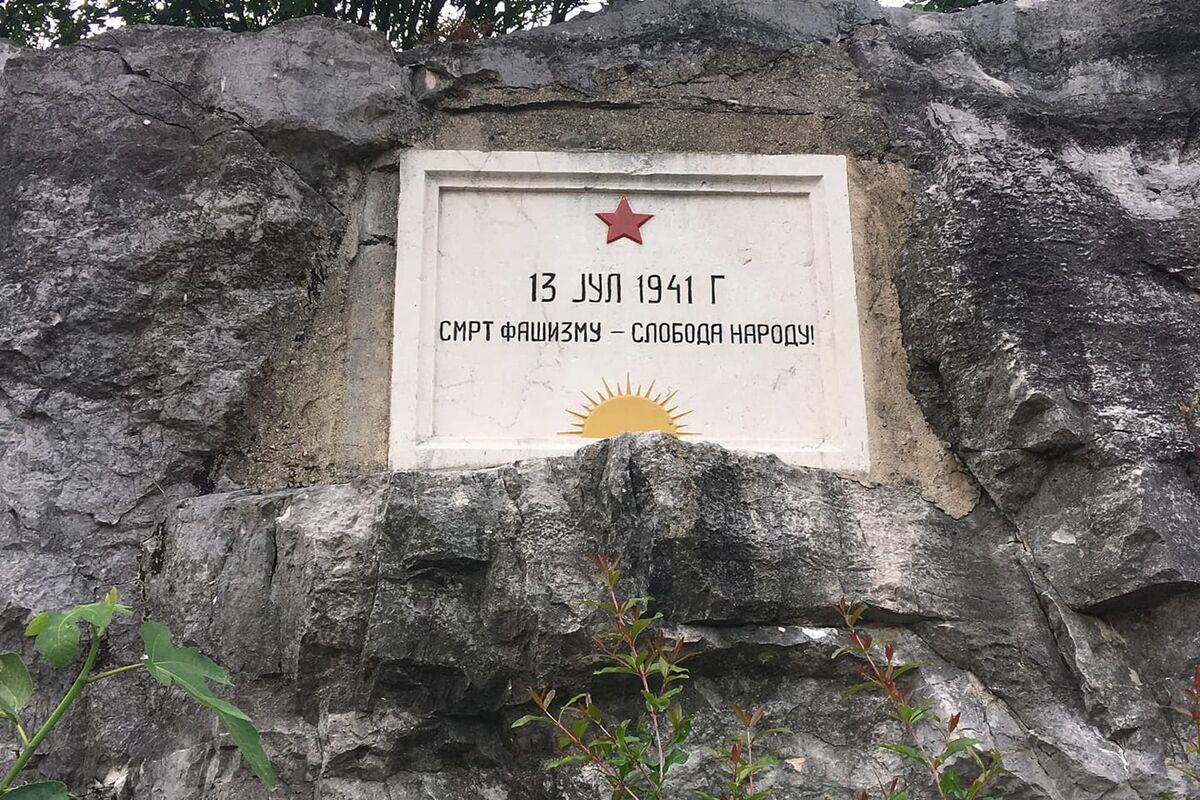 13 ЈУЛ 1941 Г
СМРТ ФАШИЗМУ – СЛОБОДА НАРОДУ!